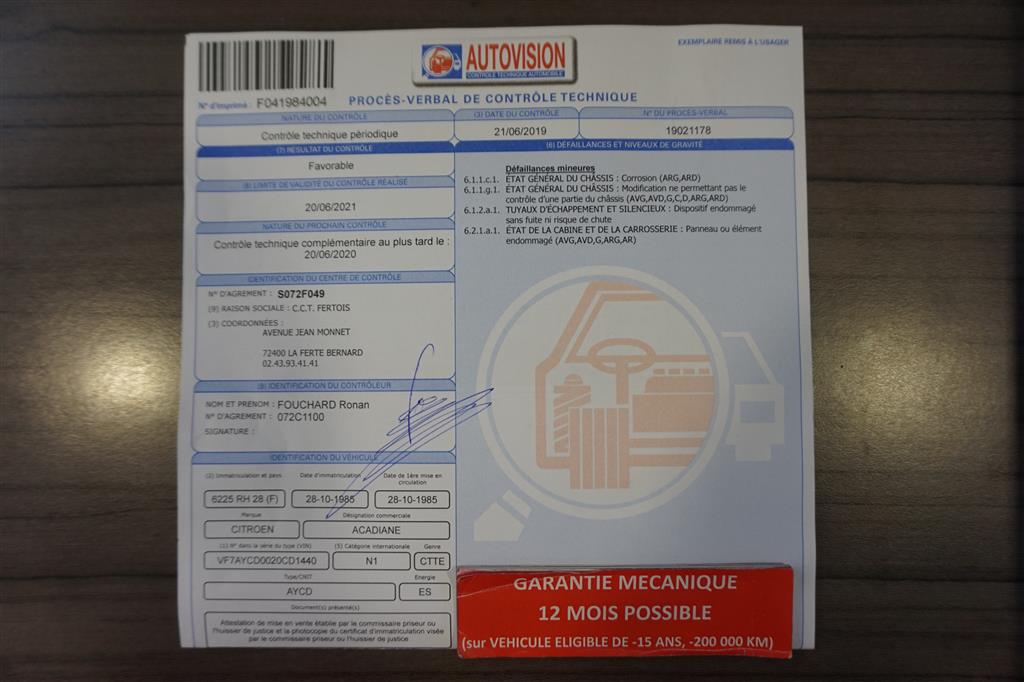 AUTOVISION
CONTROLE TECHNIQUE AUTOMOBILE
EXEMPLAIRE REMIS À L'USAGER
N° d'imprimé : F041984004
PROCÈS-VERBAL DE CONTRÔLE TECHNIQUE
NATURE DU CONTRÔLE
Contrôle technique périodique
(3) DATE DU CONTRÔLE
21/06/2019
N° DU PROCÈS-VERBAL
19021178
(7) RÉSULTAT DU CONTRÔLE
Favorable
(8) LIMITE DE VALIDITÉ DU CONTRÔLE RÉALISÉ
20/06/2021
NATURE DU PROCHAIN CONTRÔLE
Contrôle technique complémentaire au plus tard le :
20/06/2020
IDENTIFICATION DU CENTRE DE CONTRÔLE
N° D'AGRÉMENT : S072F049
(9) RAISON SOCIALE : C.C.T. FERTOIS
(3) COORDONNÉES :
AVENUE JEAN MONNET
72400 LA FERTE BERNARD
02.43.93.41.41
(9) IDENTIFICATION DU CONTRÔLEUR
NOM ET PRÉNOM : FOUCHARD Ronan
N° D'AGRÉMENT : 072C1100
SIGNATURE :
IDENTIFICATION DU VÉHICULE
(2) Immatriculation et pays
Date d'immatriculation
Date de 1ère mise en
circulation
6225 RH 28 (F)
28-10-1985
28-10-1985
Marque
Désignation commerciale
CITROEN
ACADIANE
(1) N° dans la série du type (VIN)
(5) Catégorie internationale
Genre
VF7AYCD0020CD1440
N1
CTTE
Type/CNIT
Energie
AYCD
ES
Document(s) présenté(s)
Attestation de mise en vente établie par le commissaire priseur ou
l'huissier de justice et la photocopie du certificat d'immatriculation visée
par le commissaire priseur ou l'huissier de justice
(6) DÉFAILLANCES ET NIVEAUX DE GRAVITÉ
Défaillances mineures
6.1.1.c.1. ÉTAT GÉNÉRAL DU CHÂSSIS : Corrosion (ARG,ARD)
6.1.1.g.1. ÉTAT GÉNÉRAL DU CHÂSSIS : Modification ne permettant pas le
contrôle d'une partie du châssis (AVG,AVD,G,C,D,ARG,ARD)
6.1.2.a.1. TUYAUX D'ÉCHAPPEMENT ET SILENCIEUX : Dispositif endommagé
sans fuite ni risque de chute
6.2.1.a.1. ÉTAT DE LA CABINE ET DE LA CARROSSERIE : Panneau ou élément
endommagé (AVG,AVD,G,ARG,AR)
GARANTIE MECANIQUE
12 MOIS POSSIBLE
(sur VEHICULE ELIGIBLE DE -15 ANS, -200 000 KM)